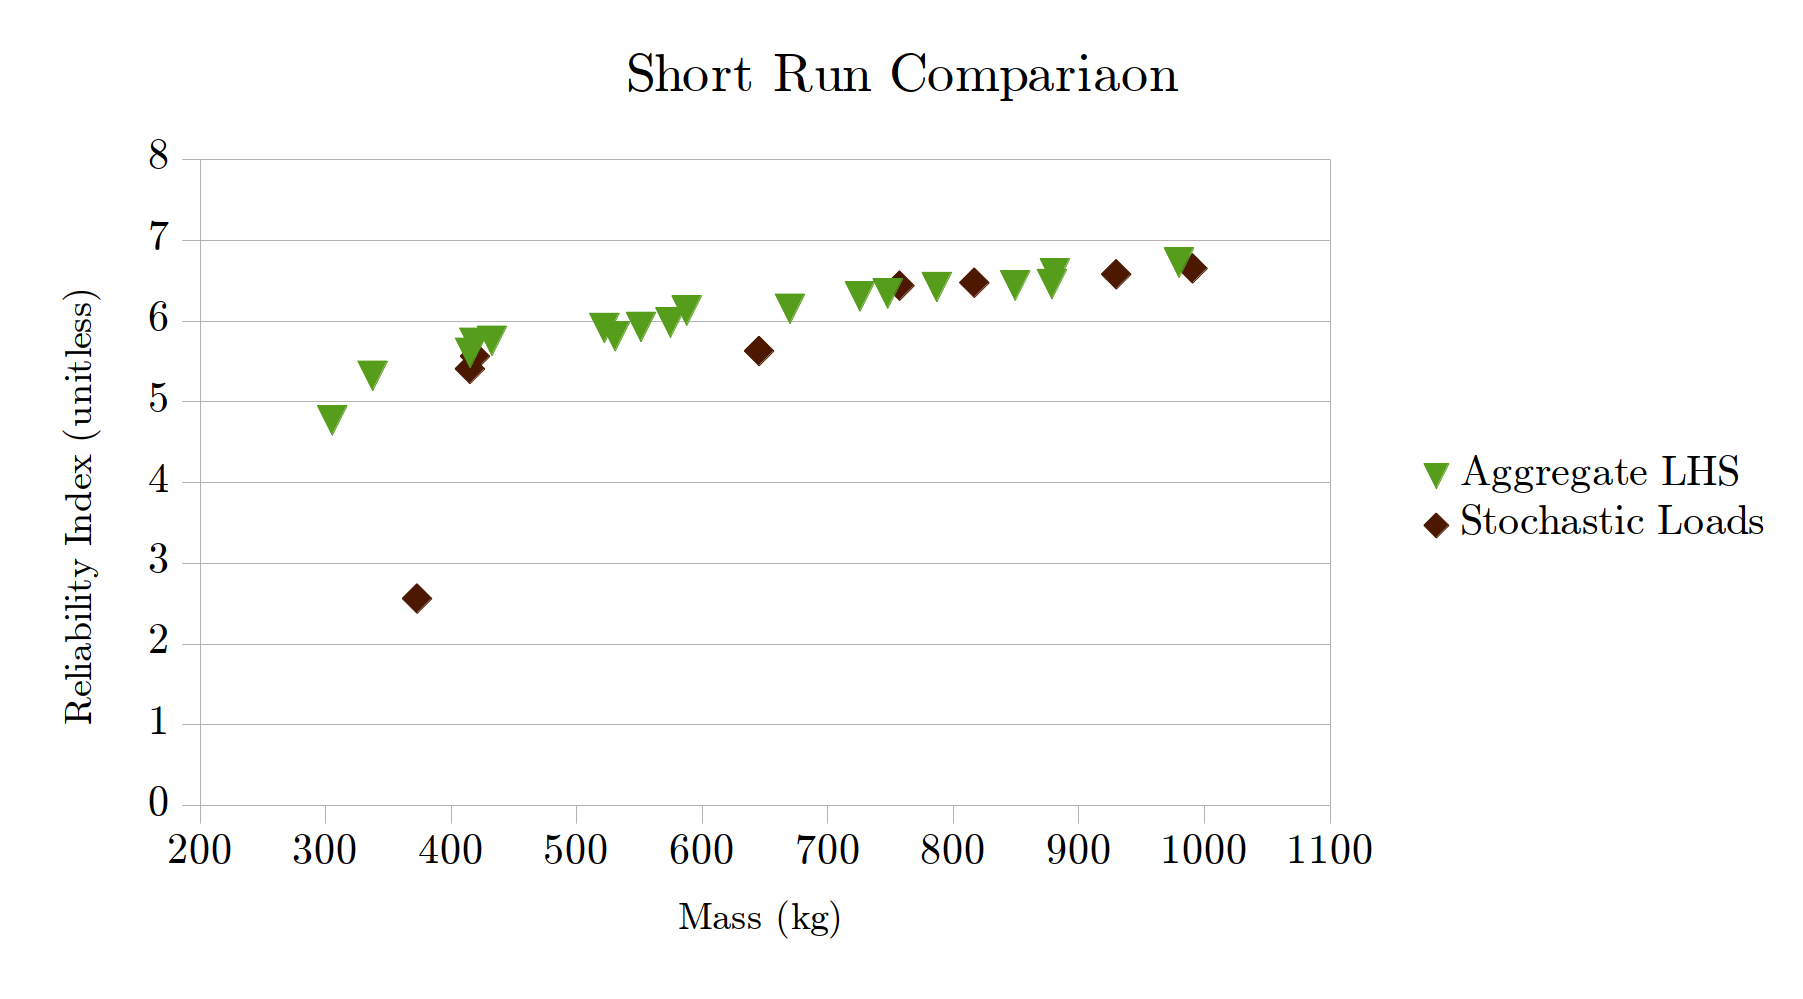 Short Run Compariaon
8
7
6
5
4
3
2
1
0
Reliability Index (unitless)
200 300 400 500 600 700 800 900 1000 1100
Mass (kg)
Aggregate LHS
Stochastic Loads